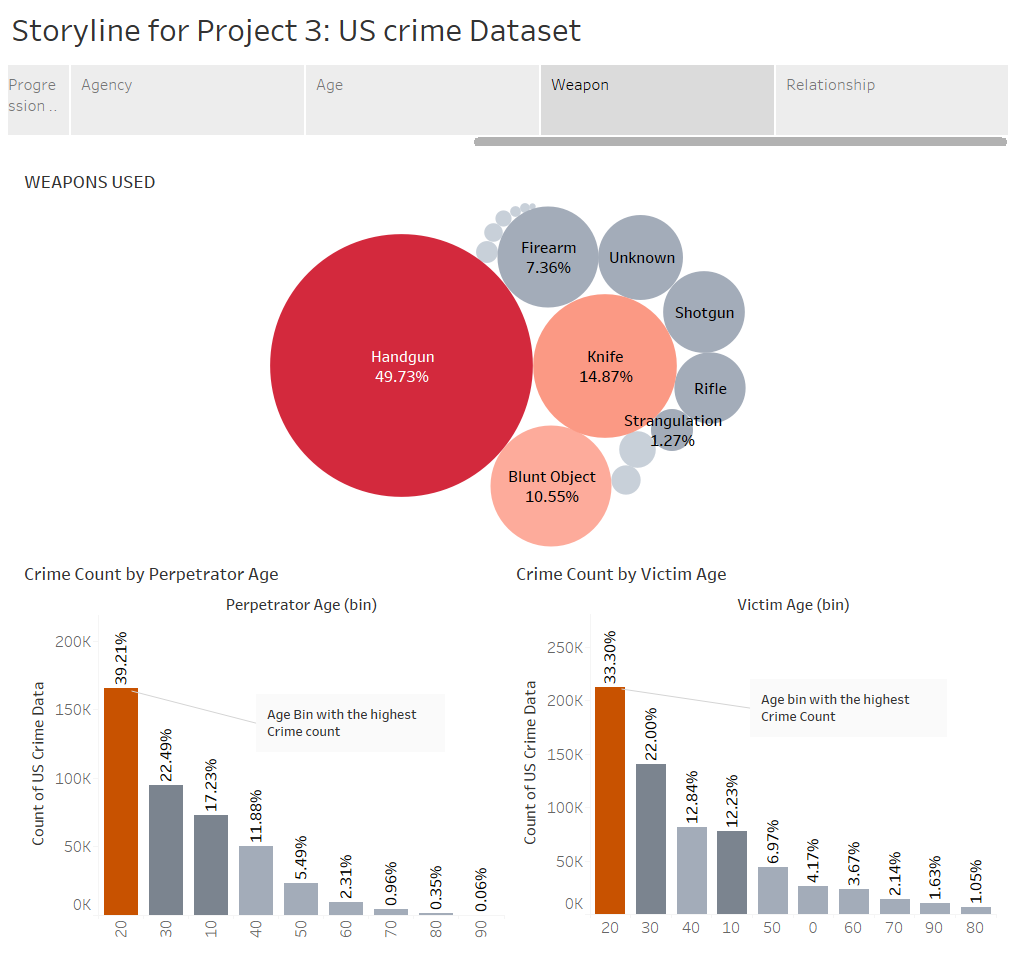 Storyline for Project 3: US crime Dataset
Progre
ssion ..
Agency
Age
Weapon
Relationship
WEAPONS USED
Firearm
7.36%
Unknown
Shotgun
Handgun
49.73%
Knife
14.87%
Rifle
Strangulation
1.27%
Blunt Object
10.55%
Crime Count by Perpetrator Age
Perpetrator Age (bin)
Count of US Crime Data
200K
150K
100K
50K
0K
39.21%
22.49%
17.23%
11.88%
5.49%
2.31%
0.96%
0.35%
0.06%
Age Bin with the highest
Crime count
20
30
10
40
50
60
70
80
90
Crime Count by Victim Age
Victim Age (bin)
Count of US Crime Data
250K
200K
150K
100K
50K
0K
33.30%
22.00%
12.84%
12.23%
6.97%
4.17%
3.67%
2.14%
1.63%
1.05%
Age bin with the highest
Crime Count
20
30
40
10
50
0
60
70
90
80